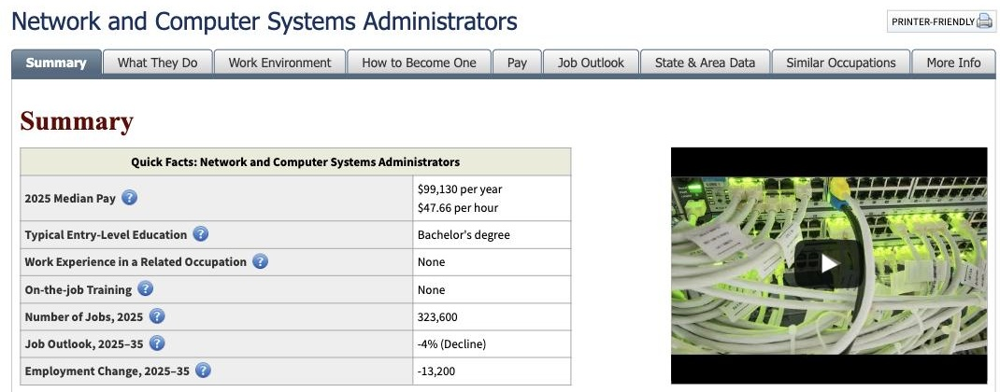 Network and Computer Systems Administrators
PRINTER-FRIENDLY
Summary
What They Do
Work Environment
How to Become One
Pay
Job Outlook
State & Area Data
Similar Occupations
More Info
Summary
Quick Facts: Network and Computer Systems Administrators
2025 Median Pay ?
$99,130 per year
$47.66 per hour
Typical Entry-Level Education ?
Bachelor's degree
Work Experience in a Related Occupation ?
None
On-the-job Training ?
None
Number of Jobs, 2025 ?
323,600
Job Outlook, 2025–35 ?
-4% (Decline)
Employment Change, 2025–35 ?
-13,200